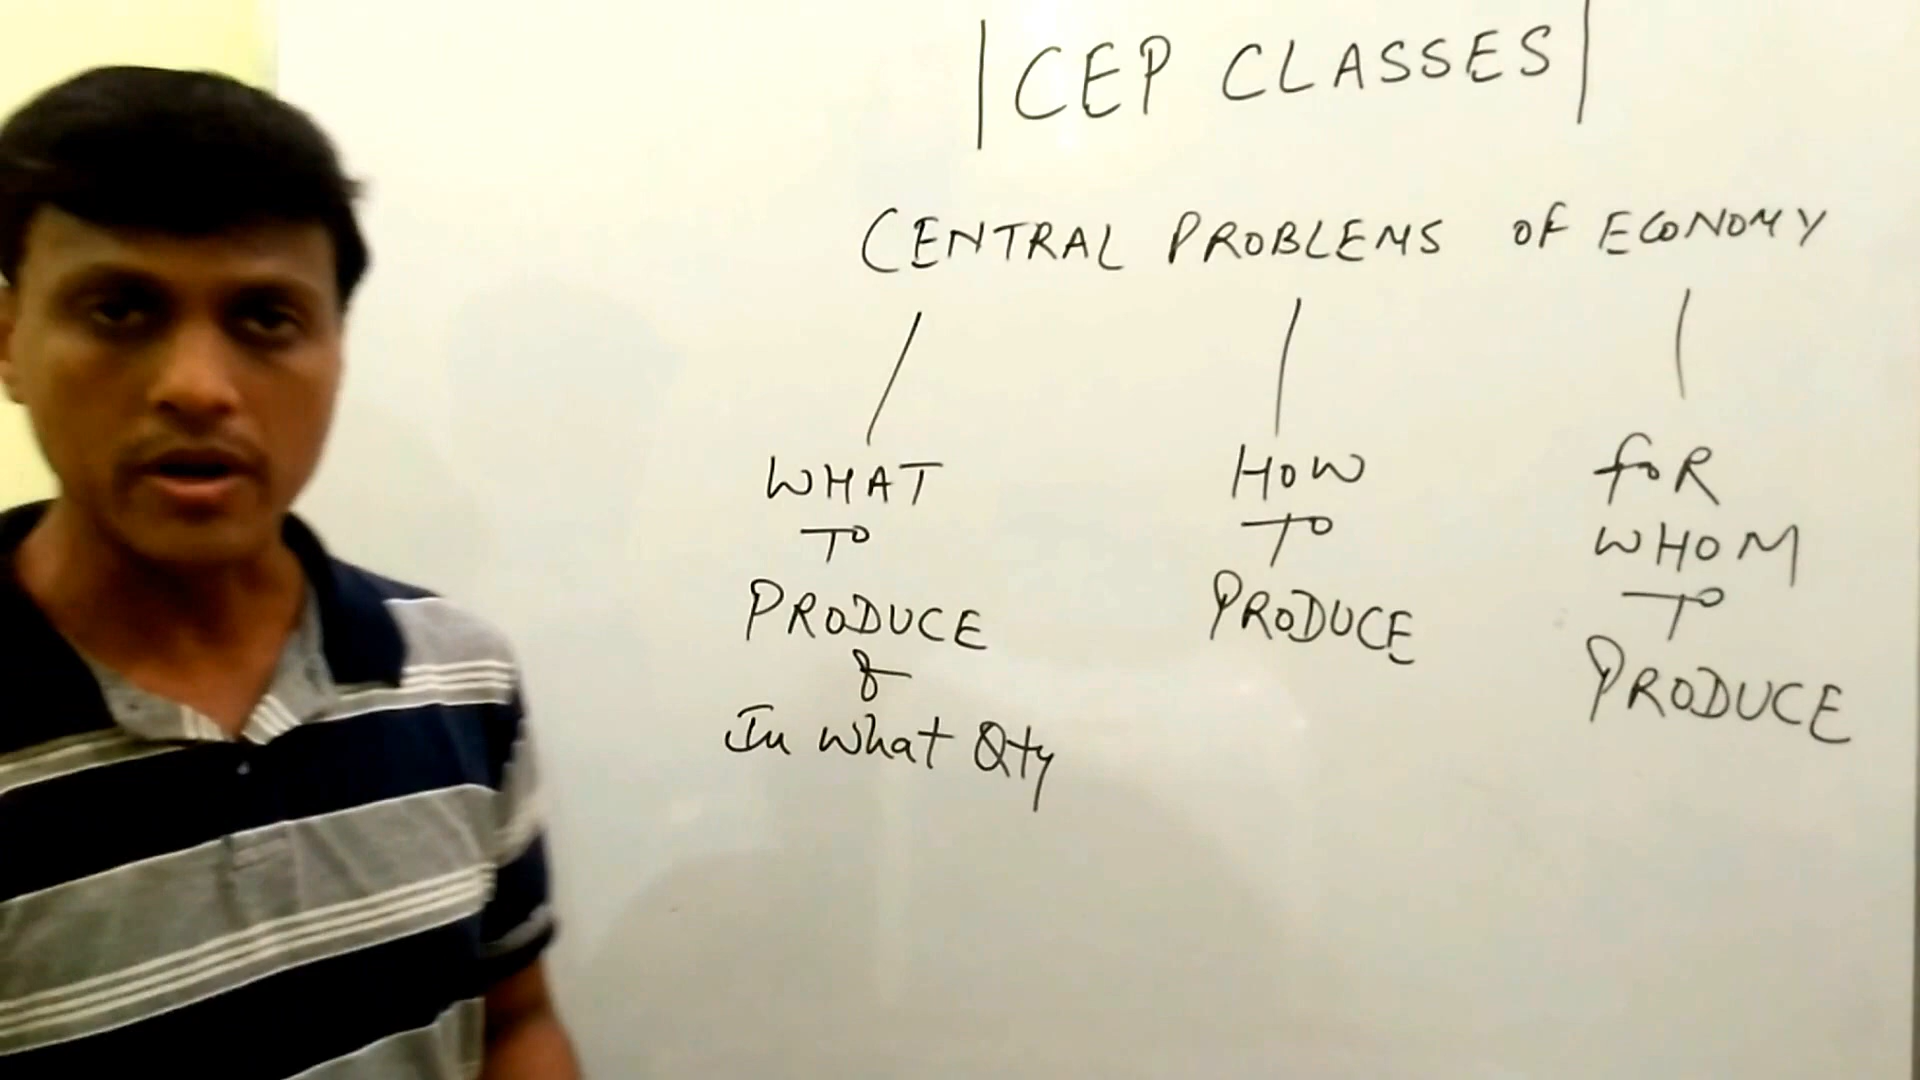 CEP CLASSES
CENTRAL PROBLEMS OF ECONOMY
WHAT
TO
PRODUCE
&
In What Qty
HOW
TO
PRODUCE
FOR
WHOM
TO
PRODUCE